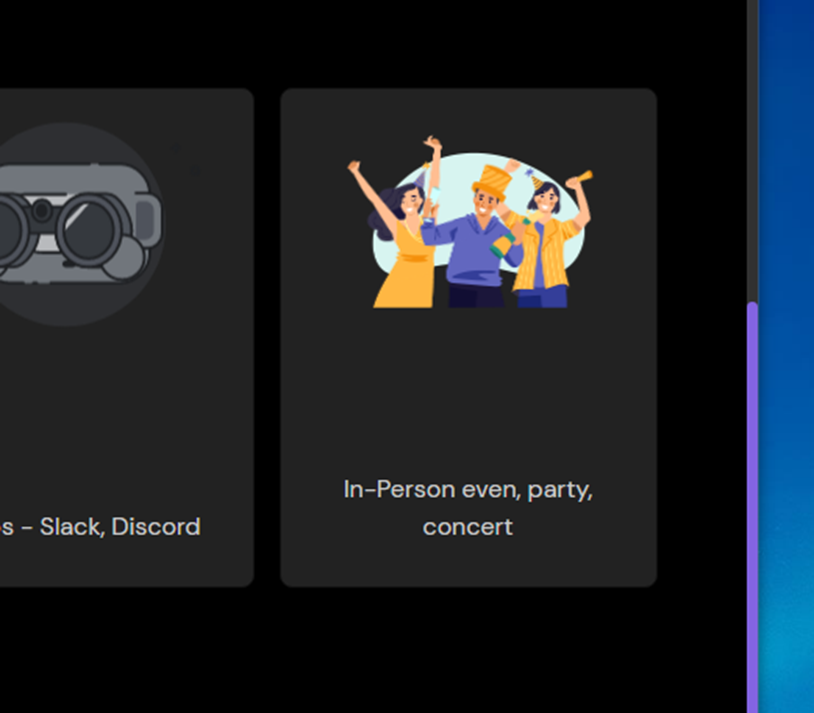 s - Slack, Discord
In-Person even, party,
concert